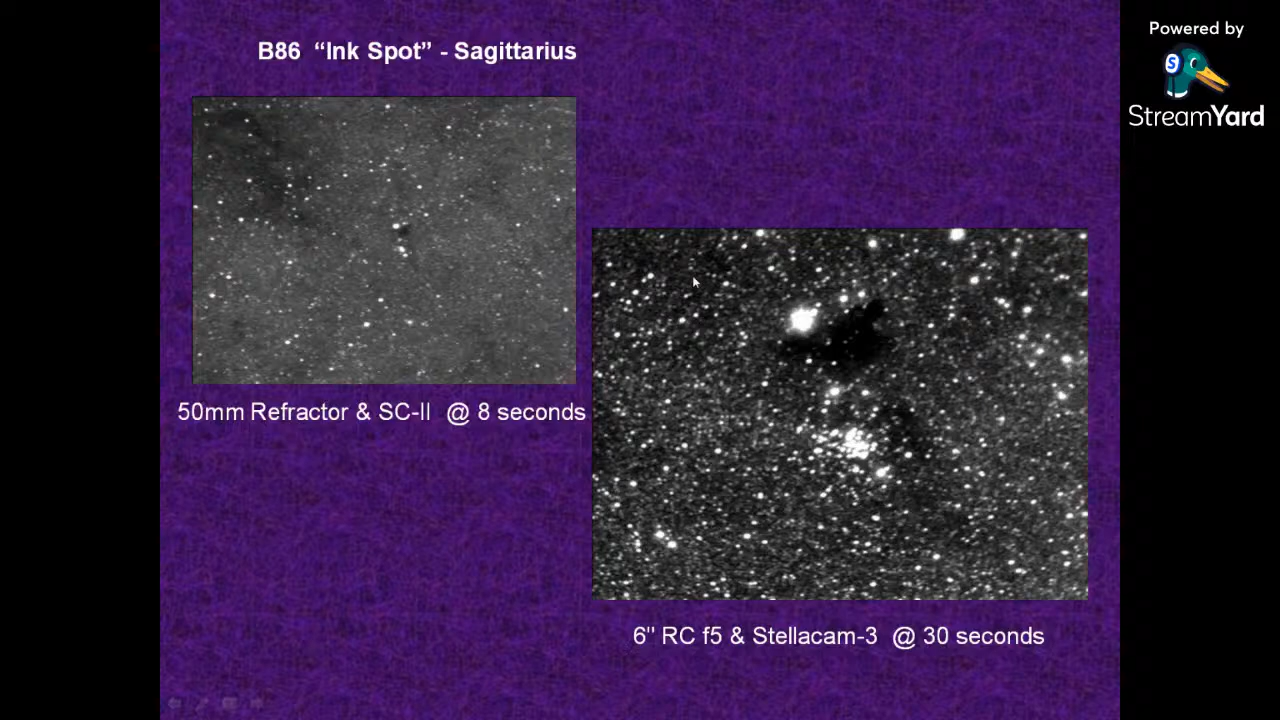 B86 “Ink Spot” - Sagittarius
Powered by
S
StreamYard
50mm Refractor & SC-II @ 8 seconds
6" RC f5 & Stellacam-3 @ 30 seconds